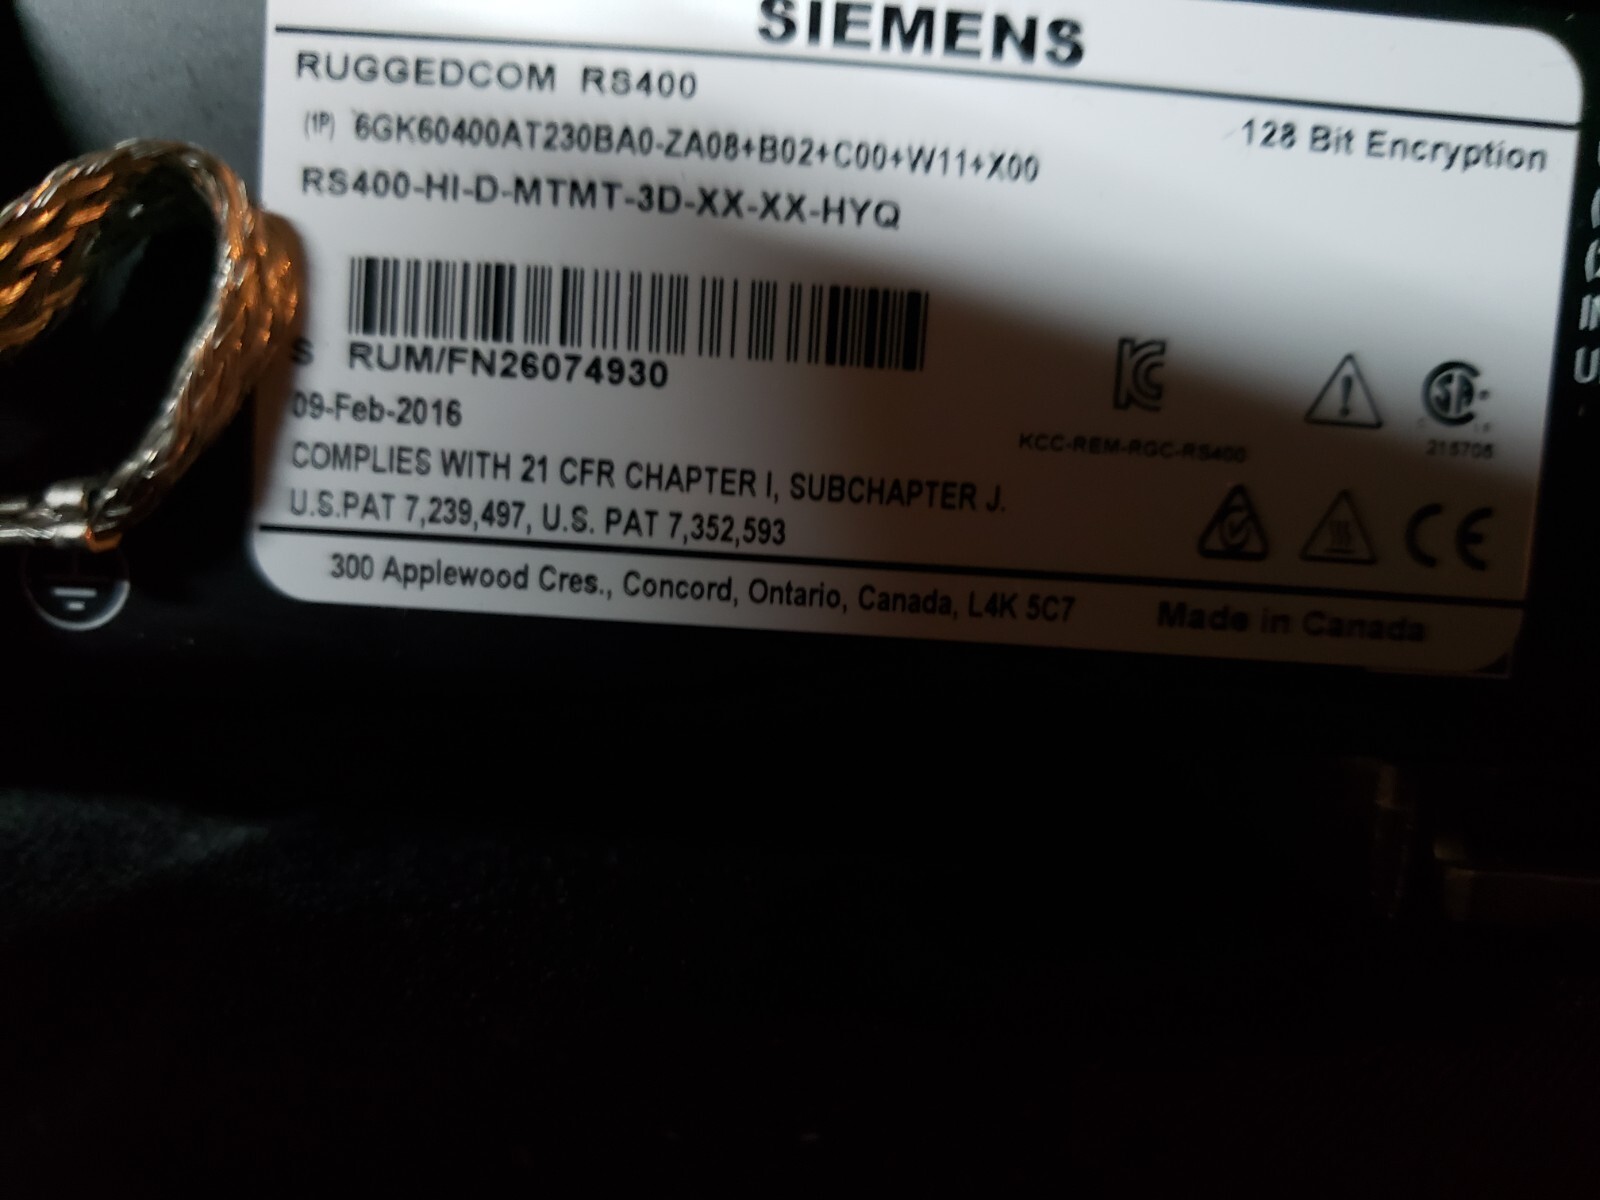 SIEMENS
RUGGEDCOM RS400
(1P) 6GK60400AT230BA0-ZA08+B02+C00+W11+X00
128 Bit Encryption
RS400-HI-D-MTMT-3D-XX-XX-HYQ
S RUM/FN26074930
09-Feb-2016
KCC-REM-RGC-RS400
215706
COMPLIES WITH 21 CFR CHAPTER I, SUBCHAPTER J.
U.S.PAT 7,239,497, U.S. PAT 7,352,593
CE
300 Applewood Cres., Concord, Ontario, Canada, L4K 5C7
Made in Canada